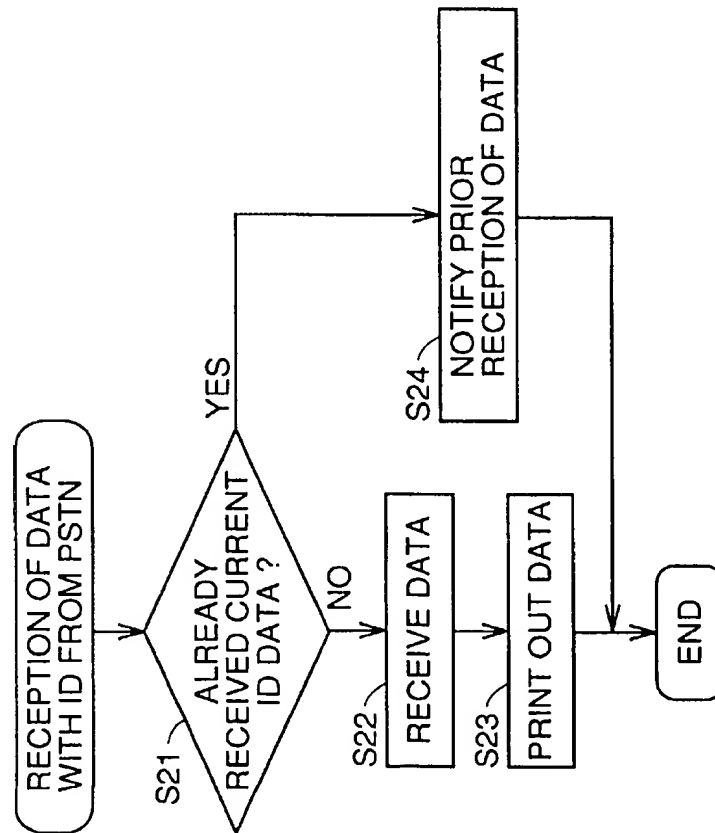 RECEPTION OF DATA
WITH ID FROM PSTN
S21
ALREADY
RECEIVED CURRENT
ID DATA ?
YES
NO
S22
RECEIVE DATA
S23
PRINT OUT DATA
S24
NOTIFY PRIOR
RECEPTION OF DATA
END